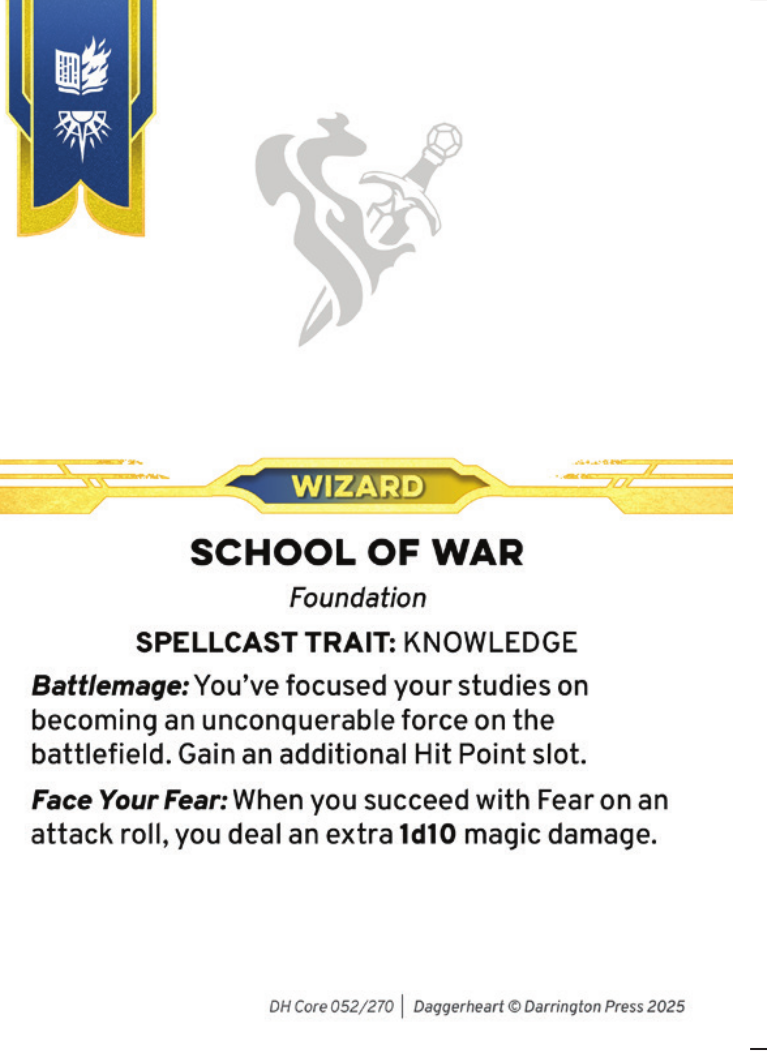 WIZARD
SCHOOL OF WAR
Foundation
SPELLCAST TRAIT: KNOWLEDGE
Battlemage: You’ve focused your studies on
becoming an unconquerable force on the
battlefield. Gain an additional Hit Point slot.
Face Your Fear: When you succeed with Fear on an
attack roll, you deal an extra 1d10 magic damage.
DH Core 052/270 | Daggerheart © Darrington Press 2025